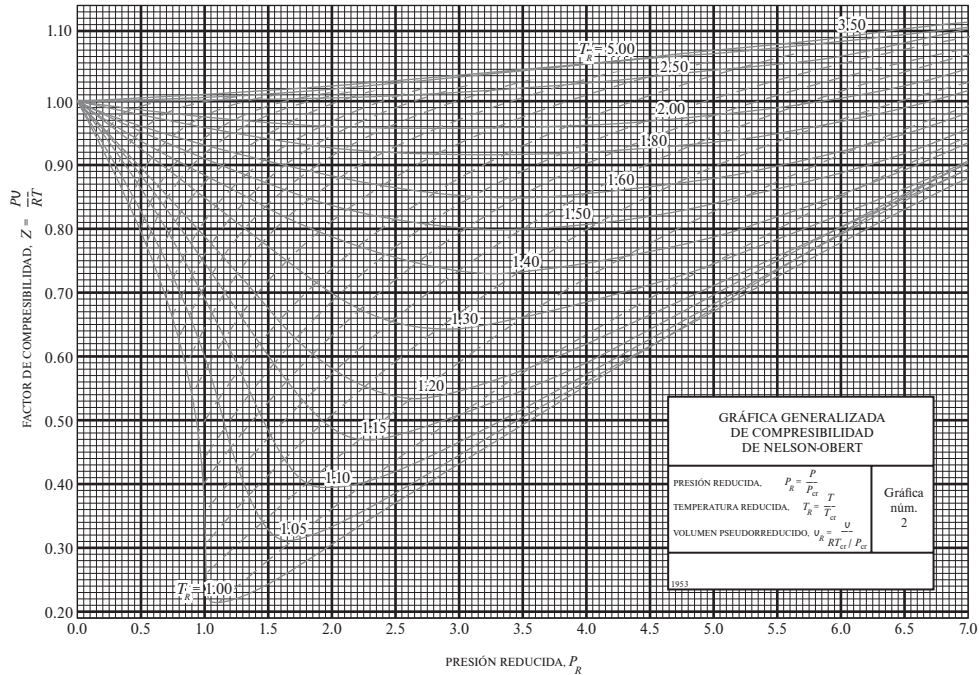 1.10
1.00
0.90
0.80
0.70
0.60
0.50
0.40
0.30
0.20
FACTOR DE COMPRESIBILIDAD, Z = Pυ / RT
3.50
T_R = 5.00
2.50
2.00
1.80
1.60
1.50
1.40
1.30
1.20
1.15
1.10
1.05
T_R = 1.00
GRÁFICA GENERALIZADA
DE COMPRESIBILIDAD
DE NELSON-OBERT
PRESIÓN REDUCIDA, P_R = P / P_cr
TEMPERATURA REDUCIDA, T_R = T / T_cr
VOLUMEN PSEUDORREDUCIDO, υ_R = υ / RT_cr / P_cr
Gráfica
núm.
2
1953
0.0 0.5 1.0 1.5 2.0 2.5 3.0 3.5 4.0 4.5 5.0 5.5 6.0 6.5 7.0
PRESIÓN REDUCIDA, P_R